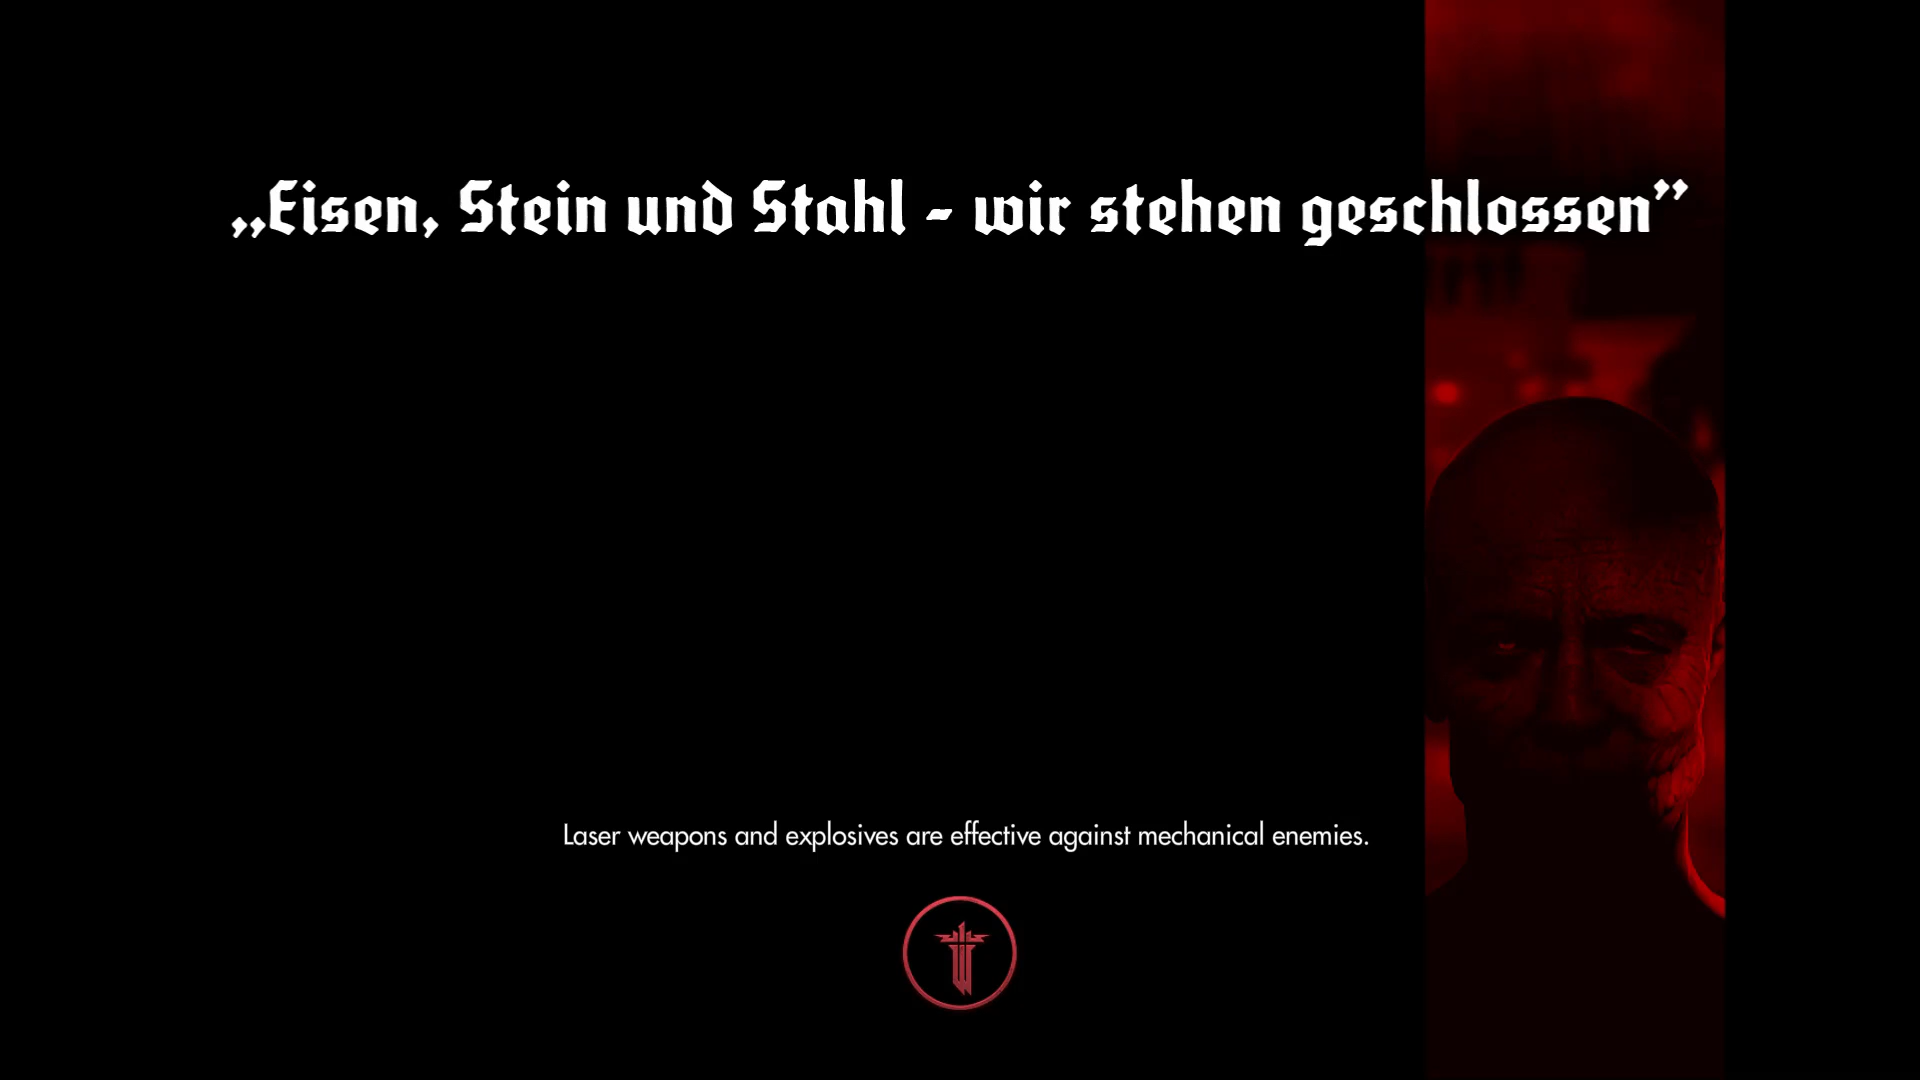 „Eisen, Stein und Stahl - wir stehen geschlossen”
Laser weapons and explosives are effective against mechanical enemies.